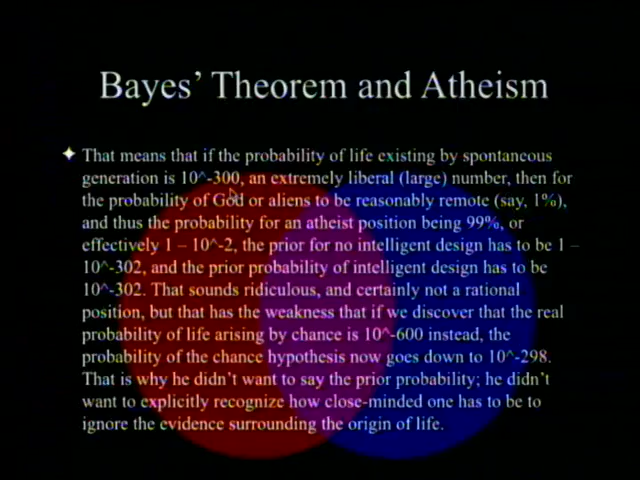 Bayes' Theorem and Atheism
That means that if the probability of life existing by spontaneous
generation is 10^-300, an extremely liberal (large) number, then for
the probability of God or aliens to be reasonably remote (say, 1%),
and thus the probability for an atheist position being 99%, or
effectively 1 – 10^-2, the prior for no intelligent design has to be 1 –
10^-302, and the prior probability of intelligent design has to be
10^-302. That sounds ridiculous, and certainly not a rational
position, but that has the weakness that if we discover that the real
probability of life arising by chance is 10^-600 instead, the
probability of the chance hypothesis now goes down to 10^-298.
That is why he didn't want to say the prior probability; he didn't
want to explicitly recognize how close-minded one has to be to
ignore the evidence surrounding the origin of life.